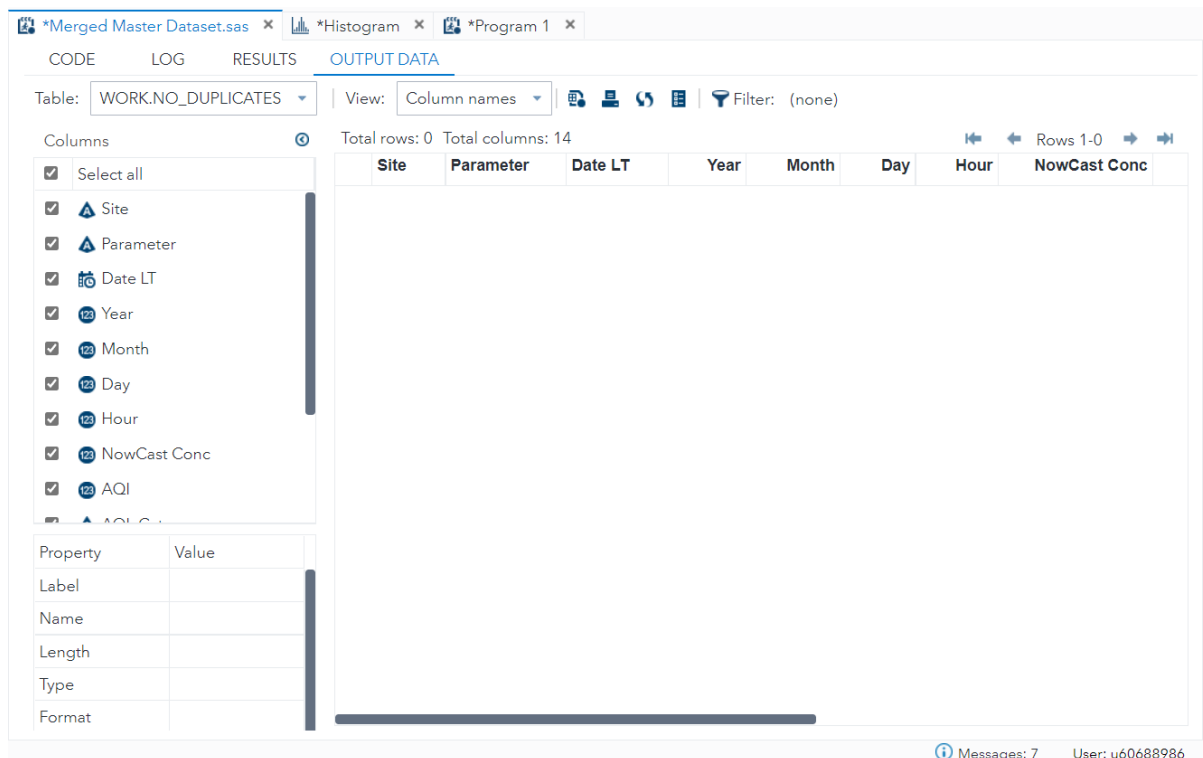 *Merged Master Dataset.sas × *Histogram × *Program 1 ×
CODE LOG RESULTS OUTPUT DATA
Table: WORK.NO_DUPLICATES View: Column names Filter: (none)
Columns
Total rows: 0 Total columns: 14 Rows 1-0
Select all
Site
Parameter
Date LT
Year
Month
Day
Hour
NowCast Conc
AQI
Site Parameter Date LT Year Month Day Hour NowCast Conc
Property Value
Label
Name
Length
Type
Format
Messages: 7 User: u60688986